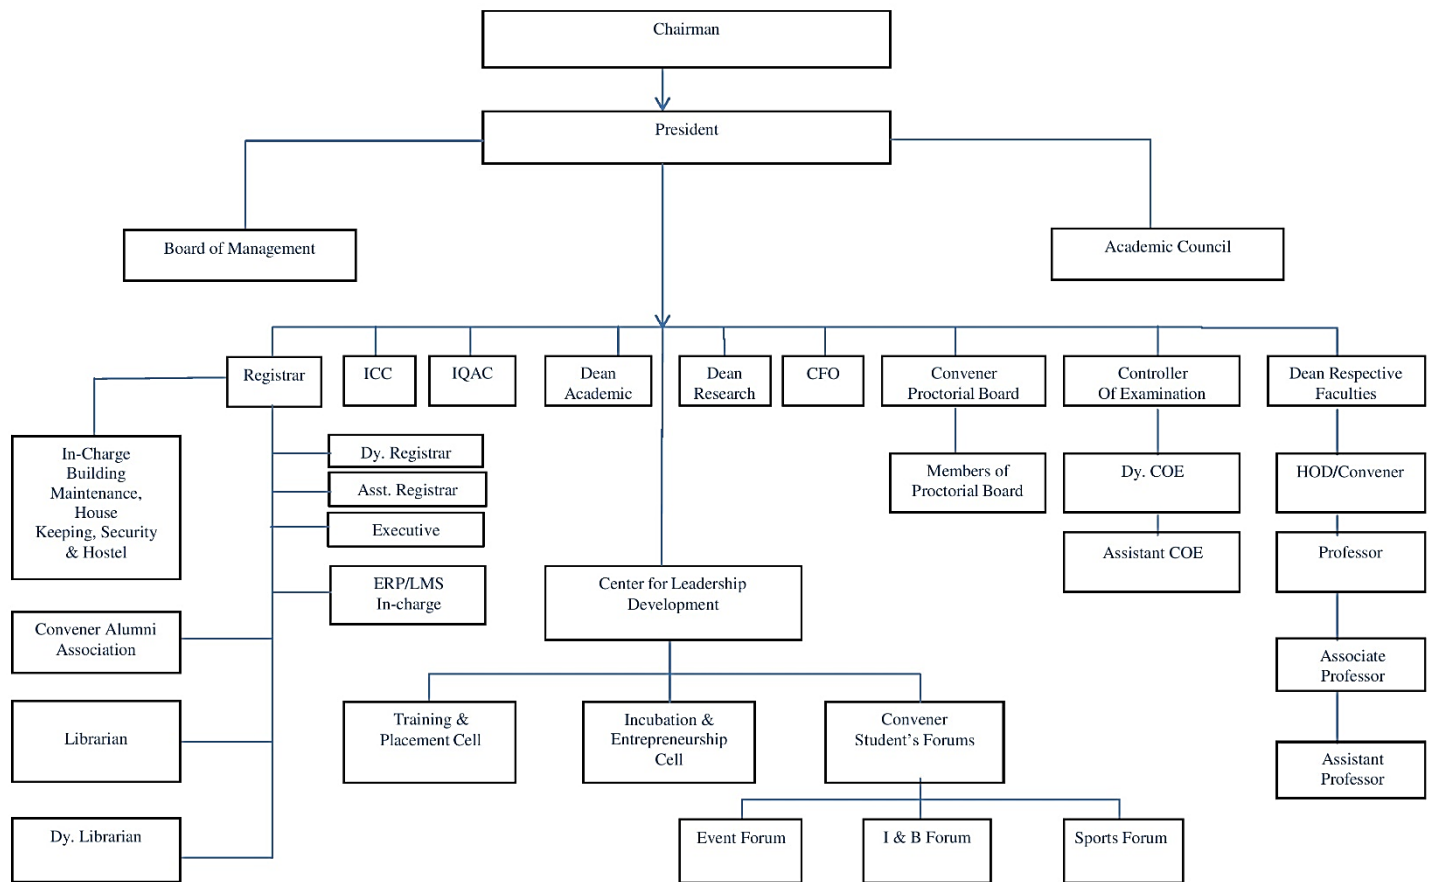 Chairman
President
Board of Management
Academic Council
Registrar
ICC
IQAC
Dean
Academic
Dean
Research
CFO
Convener
Proctorial Board
Controller
Of Examination
Dean Respective
Faculties
In-Charge
Building
Maintenance,
House
Keeping, Security
& Hostel
Dy. Registrar
Asst. Registrar
Executive
ERP/LMS
In-charge
Members of
Proctorial Board
Dy. COE
HOD/Convener
Assistant COE
Professor
Center for Leadership
Development
Convener Alumni
Association
Associate
Professor
Librarian
Training &
Placement Cell
Incubation &
Entrepreneurship
Cell
Convener
Student’s Forums
Assistant
Professor
Dy. Librarian
Event Forum
I & B Forum
Sports Forum